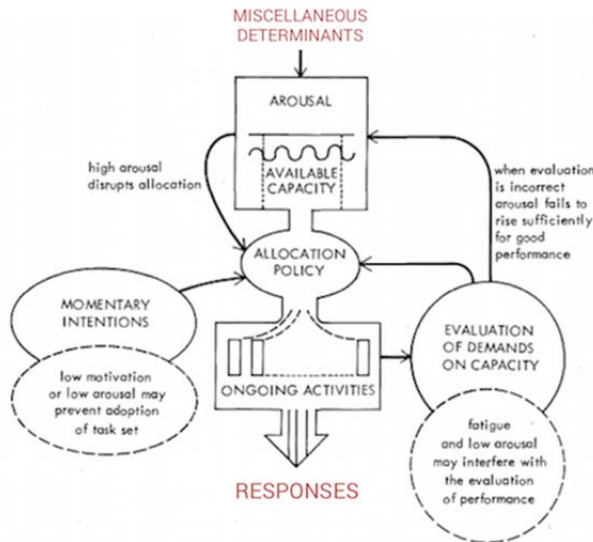 MISCELLANEOUS
DETERMINANTS
AROUSAL
AVAILABLE
CAPACITY
high arousal
disrupts allocation
when evaluation
is incorrect
arousal fails to
rise sufficiently
for good
performance
ALLOCATION
POLICY
MOMENTARY
INTENTIONS
low motivation
or low arousal may
prevent adoption
of task set
ONGOING ACTIVITIES
EVALUATION
OF DEMANDS
ON CAPACITY
fatigue
and low arousal
may interfere with
the evaluation
of performance
RESPONSES